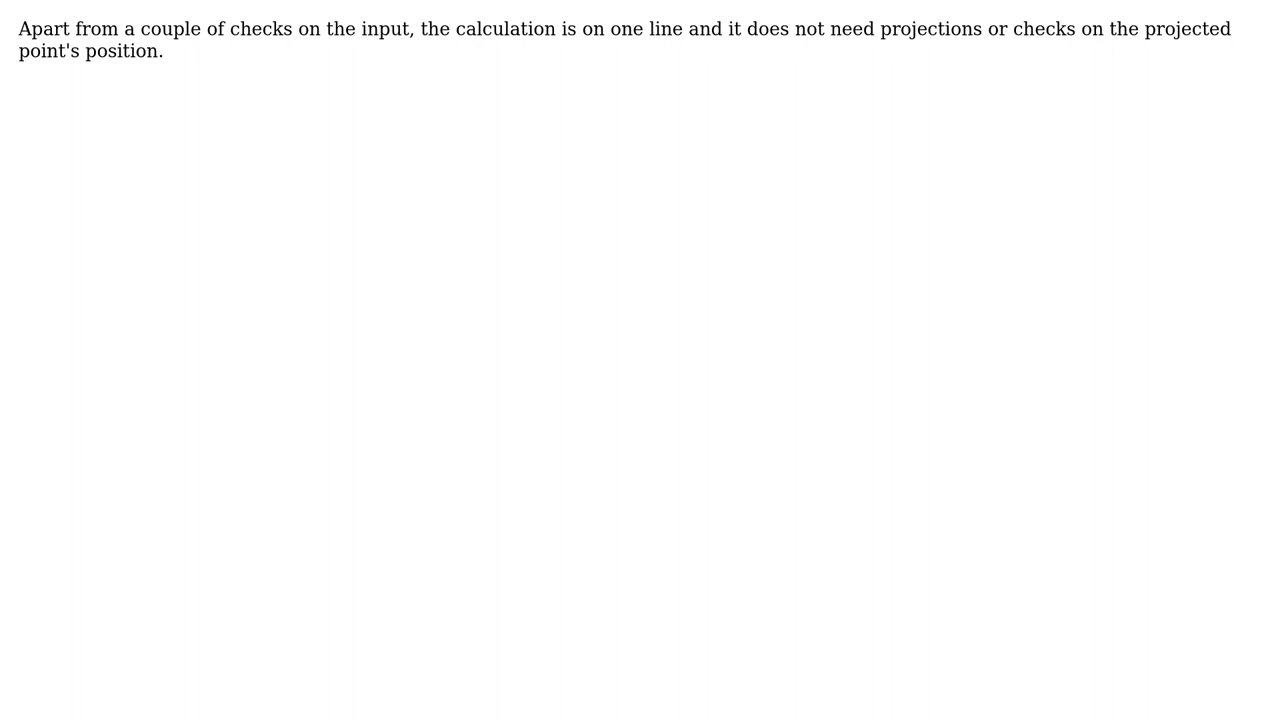 Apart from a couple of checks on the input, the calculation is on one line and it does not need projections or checks on the projected
point's position.